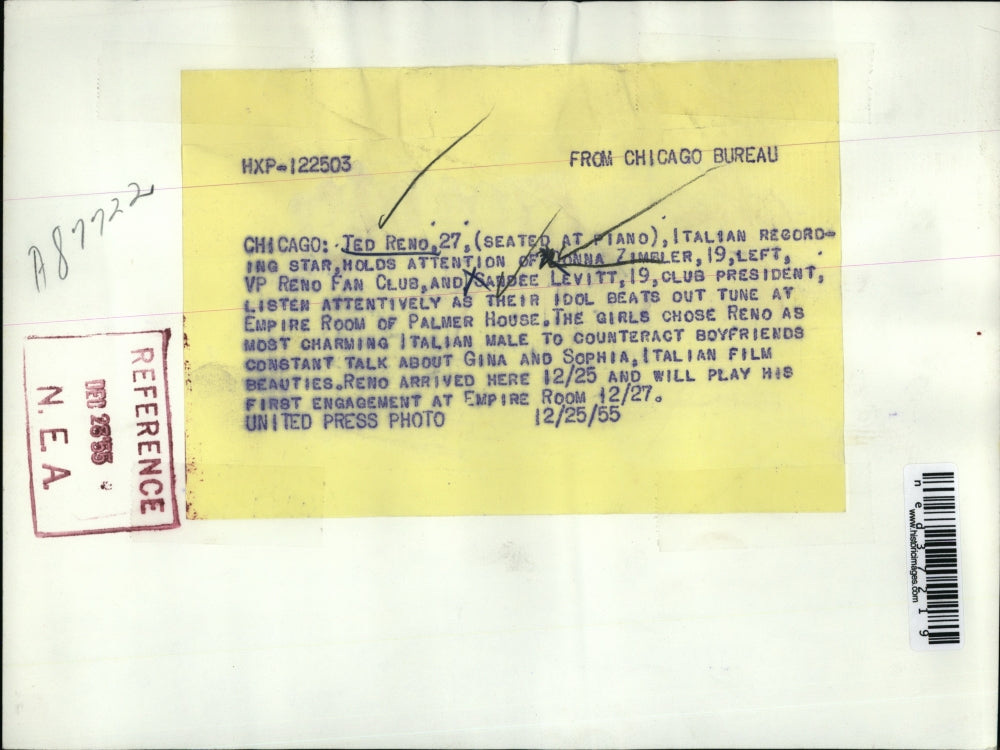 HXP-122503
FROM CHICAGO BUREAU
CHICAGO: TED RENO, 27, (SEATED AT PIANO), ITALIAN RECORD-
ING STAR, HOLDS ATTENTION OF ZIMBLER, 19, LEFT,
VP RENO FAN CLUB, AND SANDEE LEVITT, 19, CLUB PRESIDENT,
LISTEN ATTENTIVELY AS THEIR IDOL BEATS OUT TUNE AT
EMPIRE ROOM OF PALMER HOUSE. THE GIRLS CHOSE RENO AS
MOST CHARMING ITALIAN MALE TO COUNTERACT BOYFRIENDS
CONSTANT TALK ABOUT GINA AND SOPHIA, ITALIAN FILM
BEAUTIES. RENO ARRIVED HERE 12/25 AND WILL PLAY HIS
FIRST ENGAGEMENT AT EMPIRE ROOM 12/27.
UNITED PRESS PHOTO 12/25/55
A87722
REFERENCE
DEC 28 '55
N. E. A.
ned37219
www.historicimages.com